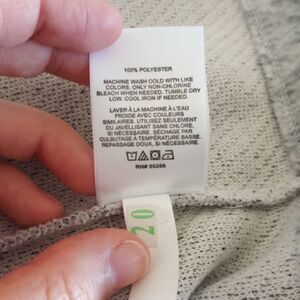 100% POLYESTER
MACHINE WASH COLD WITH LIKE
COLORS, ONLY NON-CHLORINE
BLEACH WHEN NEEDED. TUMBLE DRY
LOW. COOL IRON IF NEEDED.
LAVER À LA MACHINE À L'EAU
FROIDE AVEC COULEURS
SIMILAIRES. UTILIZEZ SEULEMENT
DU JAVELLISANT SANS CHLORE,
SI NÉCESSAIRE. SÉCHAGE PAR
CULBUTAGE À TEMPÉRATURE BASSE.
REPASSAGE DOUX, SI NÉCESSAIRE.
RN# 55285
20